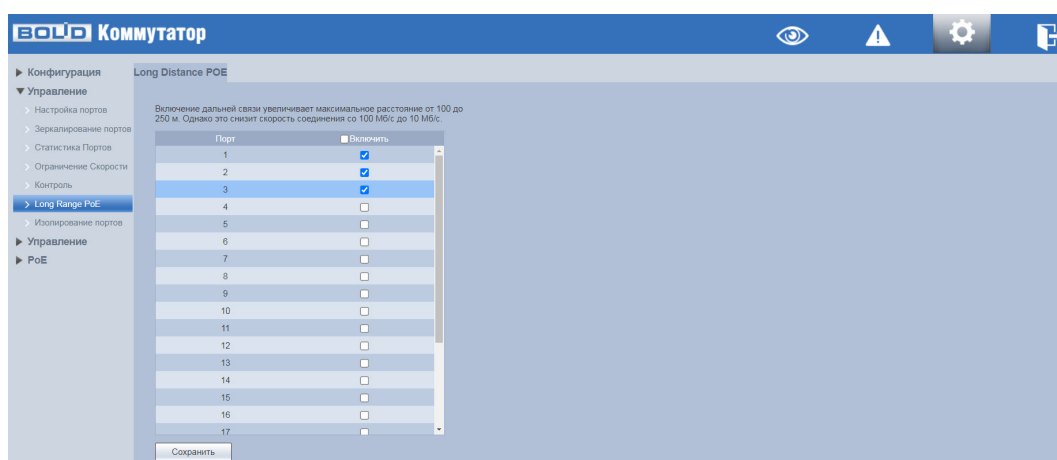 BOLID Коммутатор
Конфигурация
Управление
Настройка портов
Зеркалирование портов
Статистика Портов
Ограничение Скорости
Контроль
Long Range PoE
Изолирование портов
Управление
PoE
Long Distance POE
Включение дальней связи увеличивает максимальное расстояние от 100 до
250 м. Однако это снизит скорость соединения со 100 Мб/с до 10 Мб/с.
Порт Включить
1
2
3
4
5
6
7
8
9
10
11
12
13
14
15
16
17
Сохранить